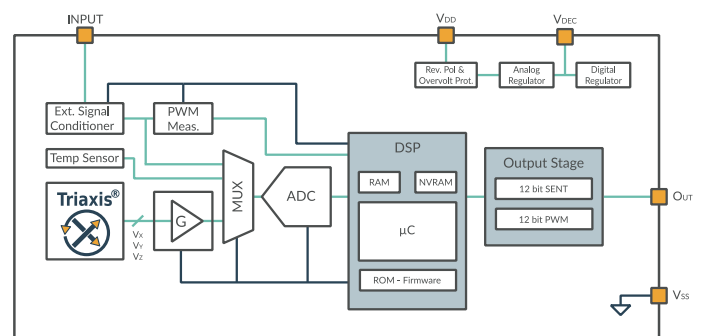 INPUT
VDD
VDEC
Rev. Pol &
Overvolt Prot.
Analog
Regulator
Digital
Regulator
Ext. Signal
Conditioner
PWM
Meas.
DSP
Temp Sensor
RAM
NVRAM
Output Stage
12 bit SENT
12 bit PWM
OUT
Triaxis®
VX
VY
VZ
G
MUX
ADC
µC
ROM - Firmware
VSS